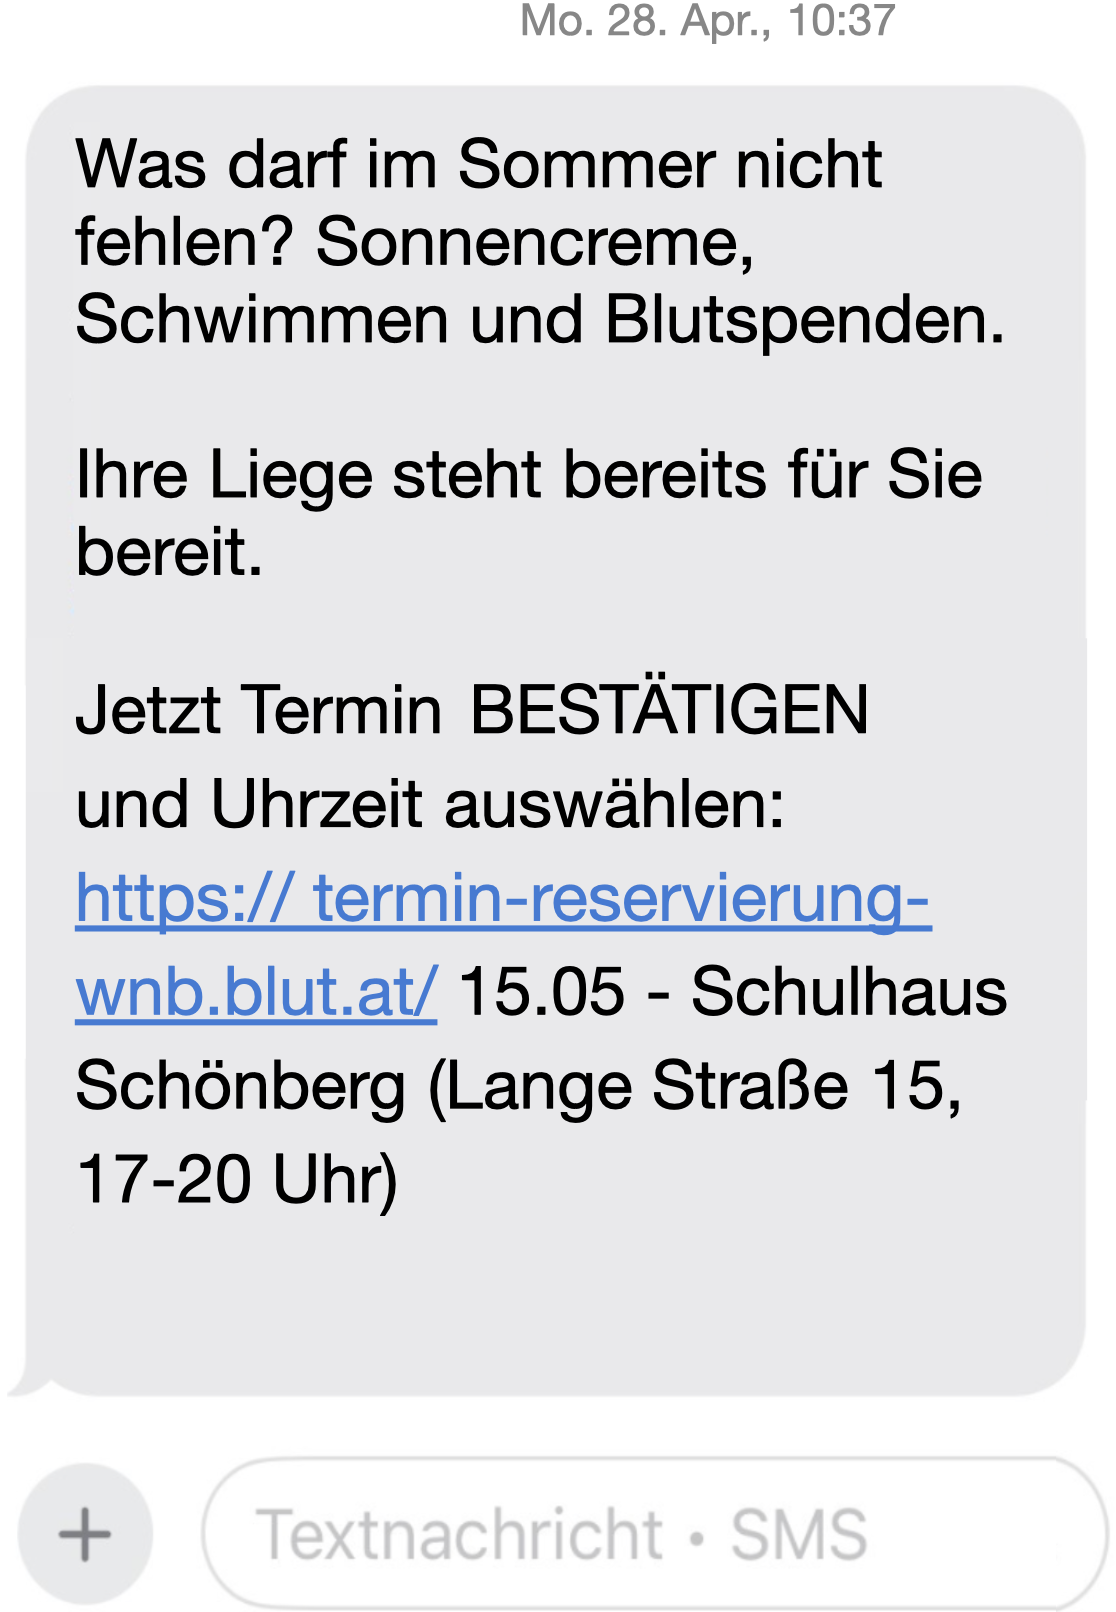 Mo. 28. Apr., 10:37
Was darf im Sommer nicht
fehlen? Sonnencreme,
Schwimmen und Blutspenden.
Ihre Liege steht bereits für Sie
bereit.
Jetzt Termin BESTÄTIGEN
und Uhrzeit auswählen:
https:// termin-reservierung-
wnb.blut.at/ 15.05 - Schulhaus
Schönberg (Lange Straße 15,
17-20 Uhr)
Textnachricht • SMS